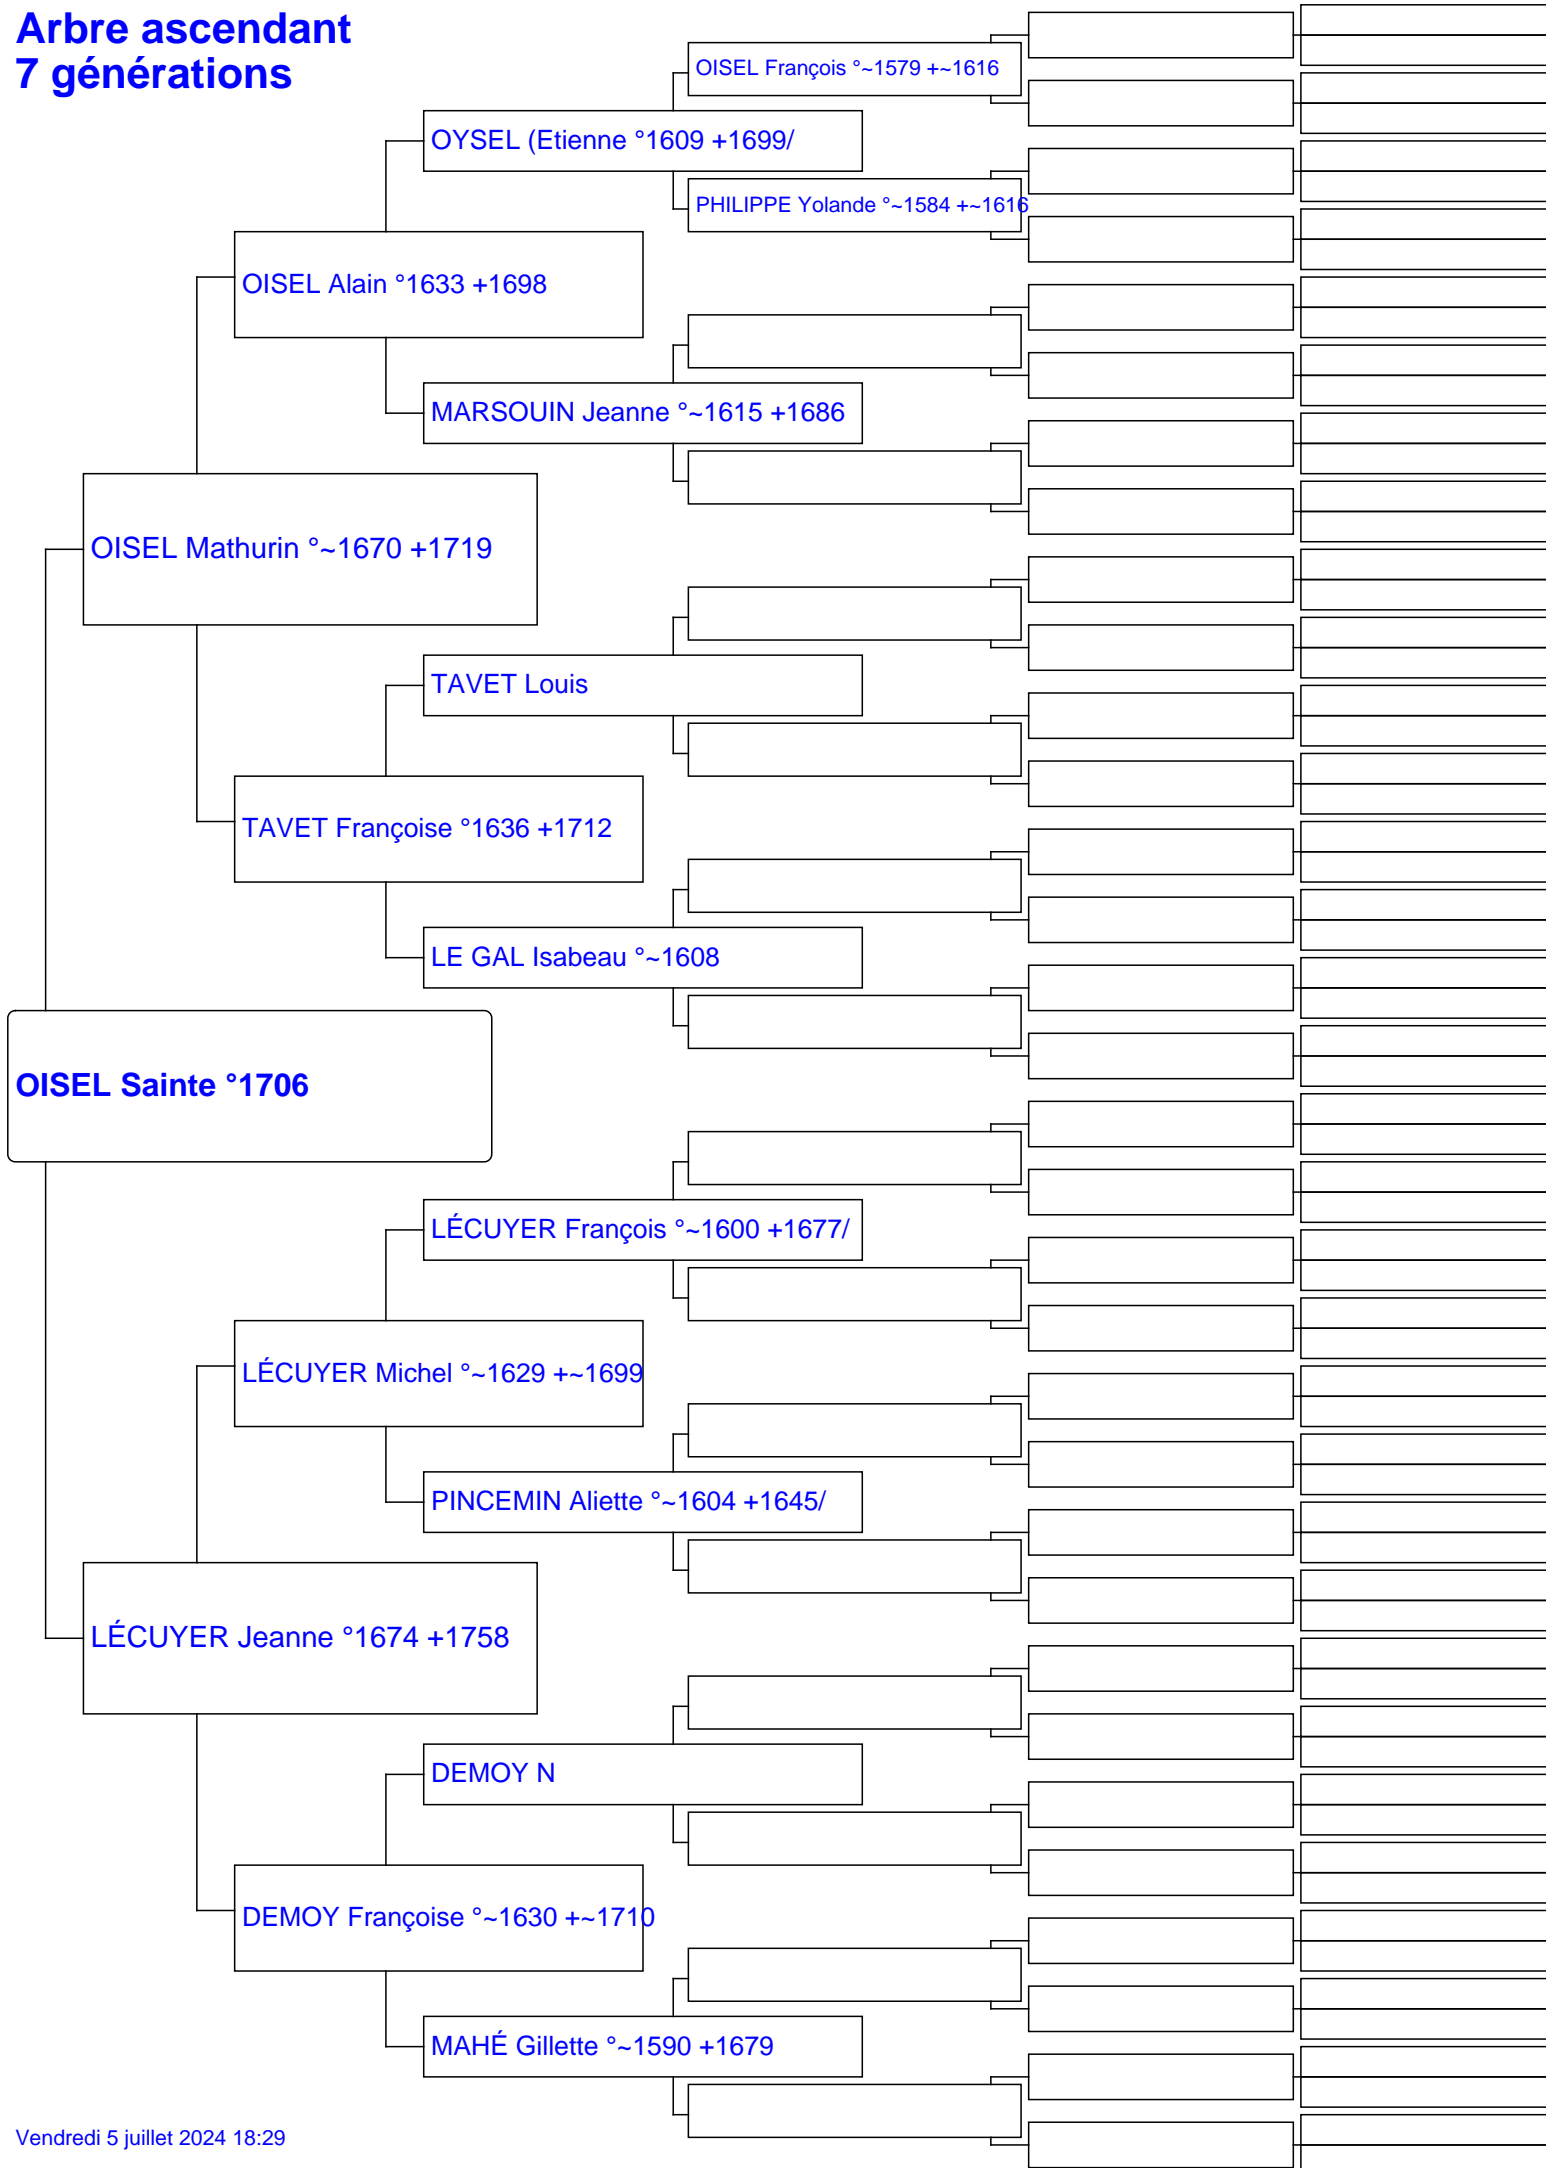 Arbre ascendant
7 générations
OISEL François °~1579 +~1616
OYSEL (Etienne °1609 +1699/
PHILIPPE Yolande °~1584 +~1616
OISEL Alain °1633 +1698
MARSOUIN Jeanne °~1615 +1686
OISEL Mathurin °~1670 +1719
TAVET Louis
TAVET Françoise °1636 +1712
LE GAL Isabeau °~1608
OISEL Sainte °1706
LÉCUYER François °~1600 +1677/
LÉCUYER Michel °~1629 +~1699
PINCEMIN Aliette °~1604 +1645/
LÉCUYER Jeanne °1674 +1758
DEMOY N
DEMOY Françoise °~1630 +~1710
MAHÉ Gillette °~1590 +1679
Vendredi 5 juillet 2024 18:29